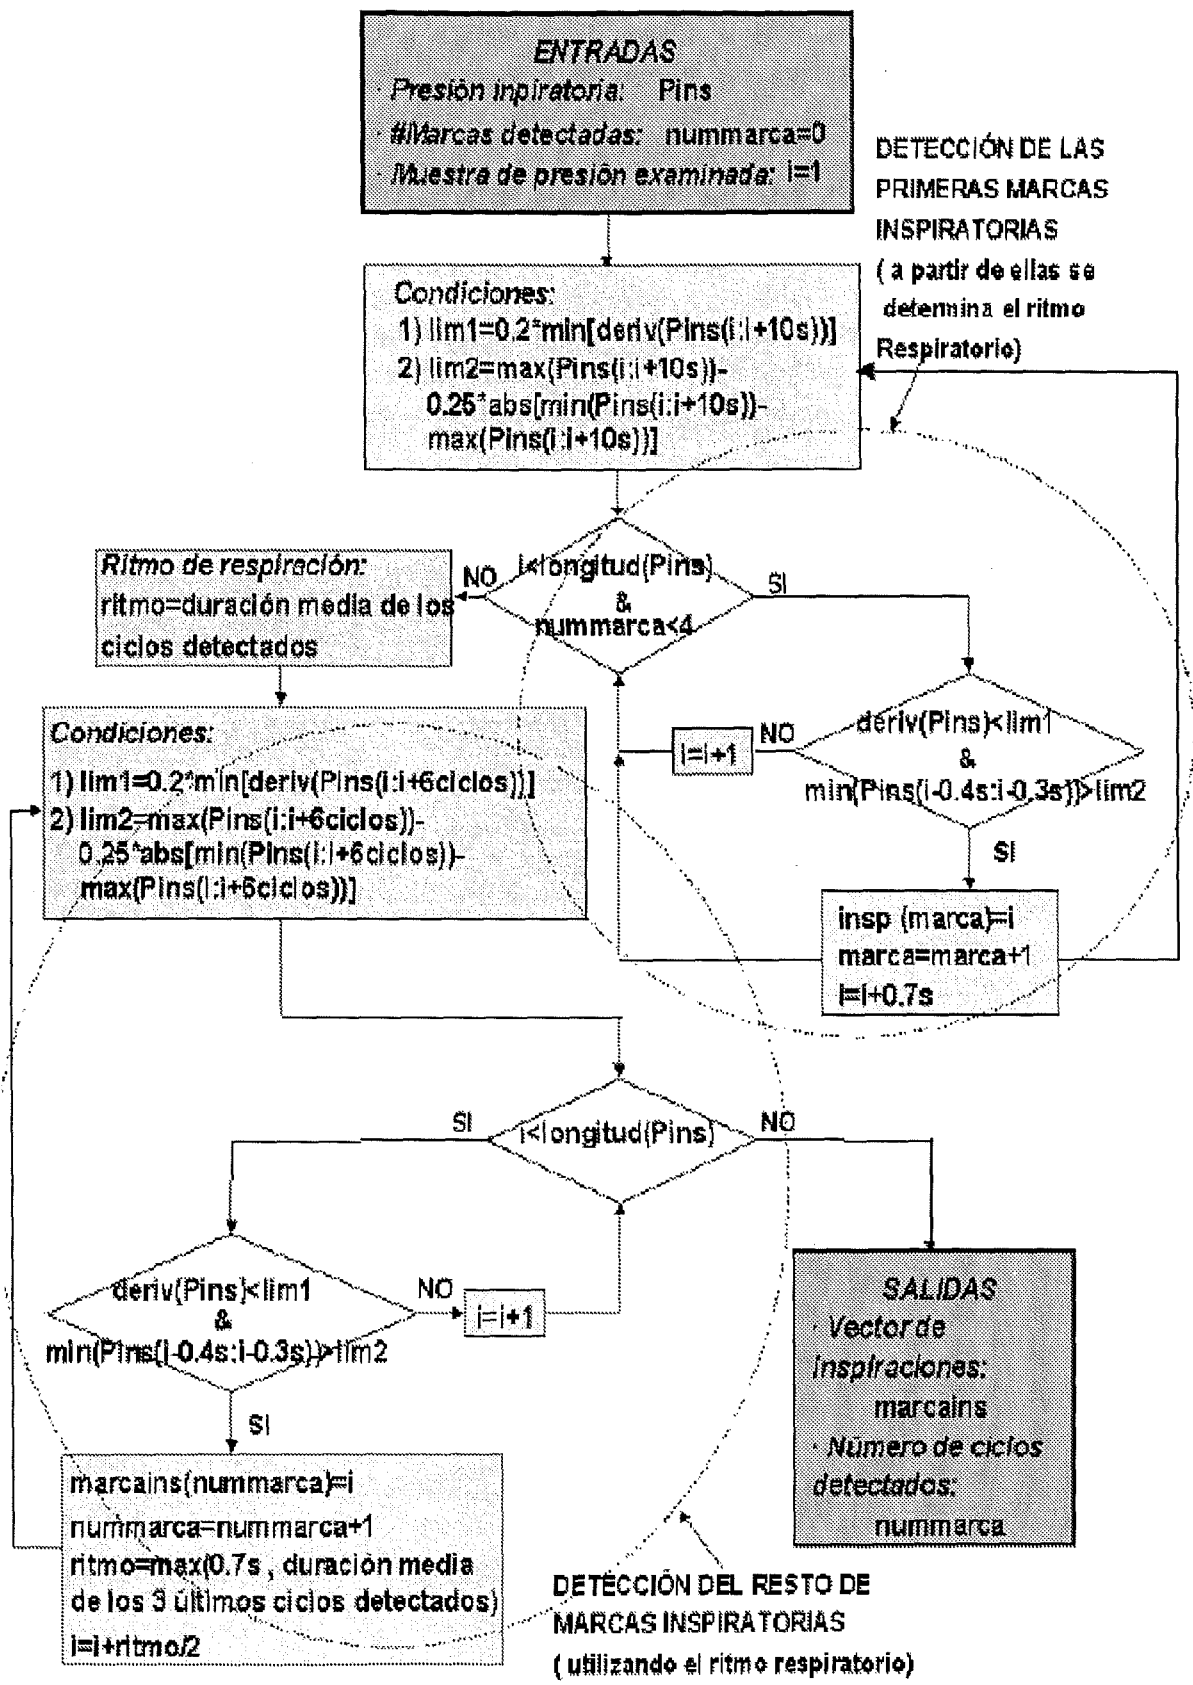 ENTRADAS
· Presión inpiratoria: Pins
· #Marcas detectadas: nummarca=0
· Muestra de presión examinada: i=1
DETECCIÓN DE LAS
PRIMERAS MARCAS
INSPIRATORIAS
( a partir de ellas se
determina el ritmo
Respiratorio)
Condiciones:
1) lim1=0.2*min[deriv(Pins(i:i+10s))]
2) lim2=max(Pins(i:i+10s))-
0.25*abs[min(Pins(i:i+10s))-
max(Pins(i:i+10s))]
i<longitud(Pins)
&
nummarca<4
NO
SI
Ritmo de respiración:
ritmo=duración media de los
ciclos detectados
deriv(Pins)<lim1
&
min(Pins(i-0.4s:i-0.3s))>lim2
NO
i=i+1
SI
insp (marca)=i
marca=marca+1
i=i+0.7s
Condiciones:
1) lim1=0.2*min[deriv(Pins(i:i+6ciclos))]
2) lim2=max(Pins(i:i+6ciclos))-
0.25*abs[min(Pins(i:i+6ciclos))-
max(Pins(i:i+6ciclos))]
i<longitud(Pins)
SI
NO
deriv(Pins)<lim1
&
min(Pins(i-0.4s:i-0.3s))>lim2
NO
i=i+1
SI
marcains(nummarca)=i
nummarca=nummarca+1
ritmo=max(0.7s , duración media
de los 3 últimos ciclos detectados)
i=i+ritmo/2
SALIDAS
· Vector de
inspiraciones:
marcains
· Número de ciclos
detectados:
nummarca
DETECCIÓN DEL RESTO DE
MARCAS INSPIRATORIAS
( utilizando el ritmo respiratorio)